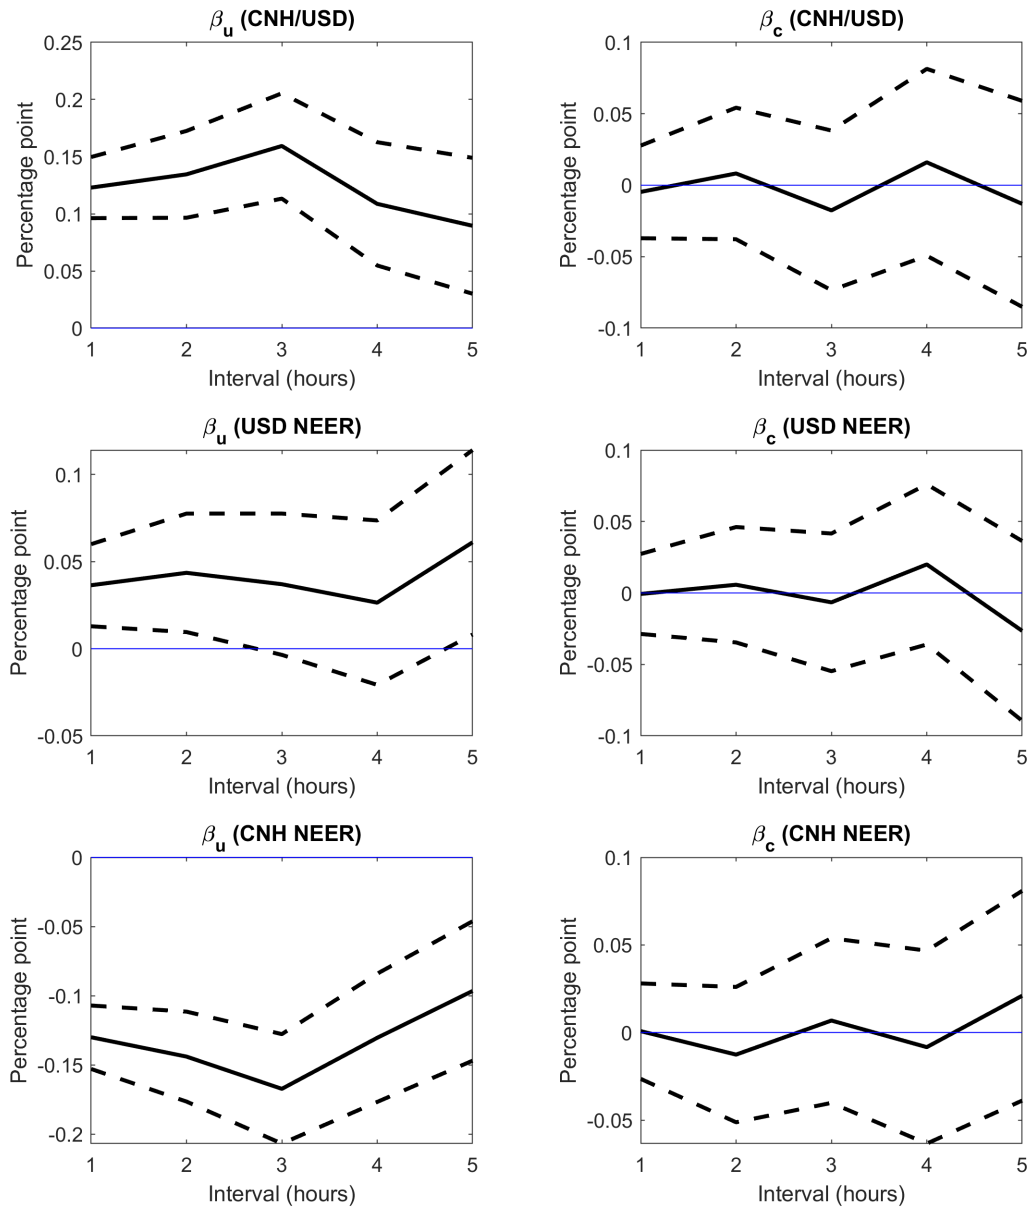 βu (CNH/USD)
Percentage point
0.25
0.2
0.15
0.1
0.05
0
1 2 3 4 5
Interval (hours)
βc (CNH/USD)
Percentage point
0.1
0.05
0
-0.05
-0.1
1 2 3 4 5
Interval (hours)
βu (USD NEER)
Percentage point
0.1
0.05
0
-0.05
1 2 3 4 5
Interval (hours)
βc (USD NEER)
Percentage point
0.1
0.05
0
-0.05
-0.1
1 2 3 4 5
Interval (hours)
βu (CNH NEER)
Percentage point
0
-0.05
-0.1
-0.15
-0.2
1 2 3 4 5
Interval (hours)
βc (CNH NEER)
Percentage point
0.1
0.05
0
-0.05
1 2 3 4 5
Interval (hours)